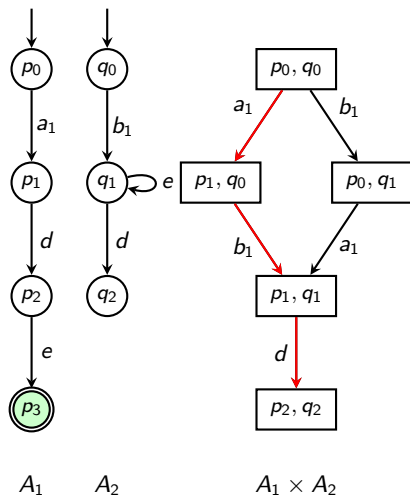 p₀ q₀ p₀, q₀
a₁ b₁ a₁ b₁
p₁ q₁ e p₁, q₀ p₀, q₁
d d b₁ a₁
p₂ q₂ p₁, q₁
e d
p₃ p₂, q₂
A₁ A₂ A₁ × A₂